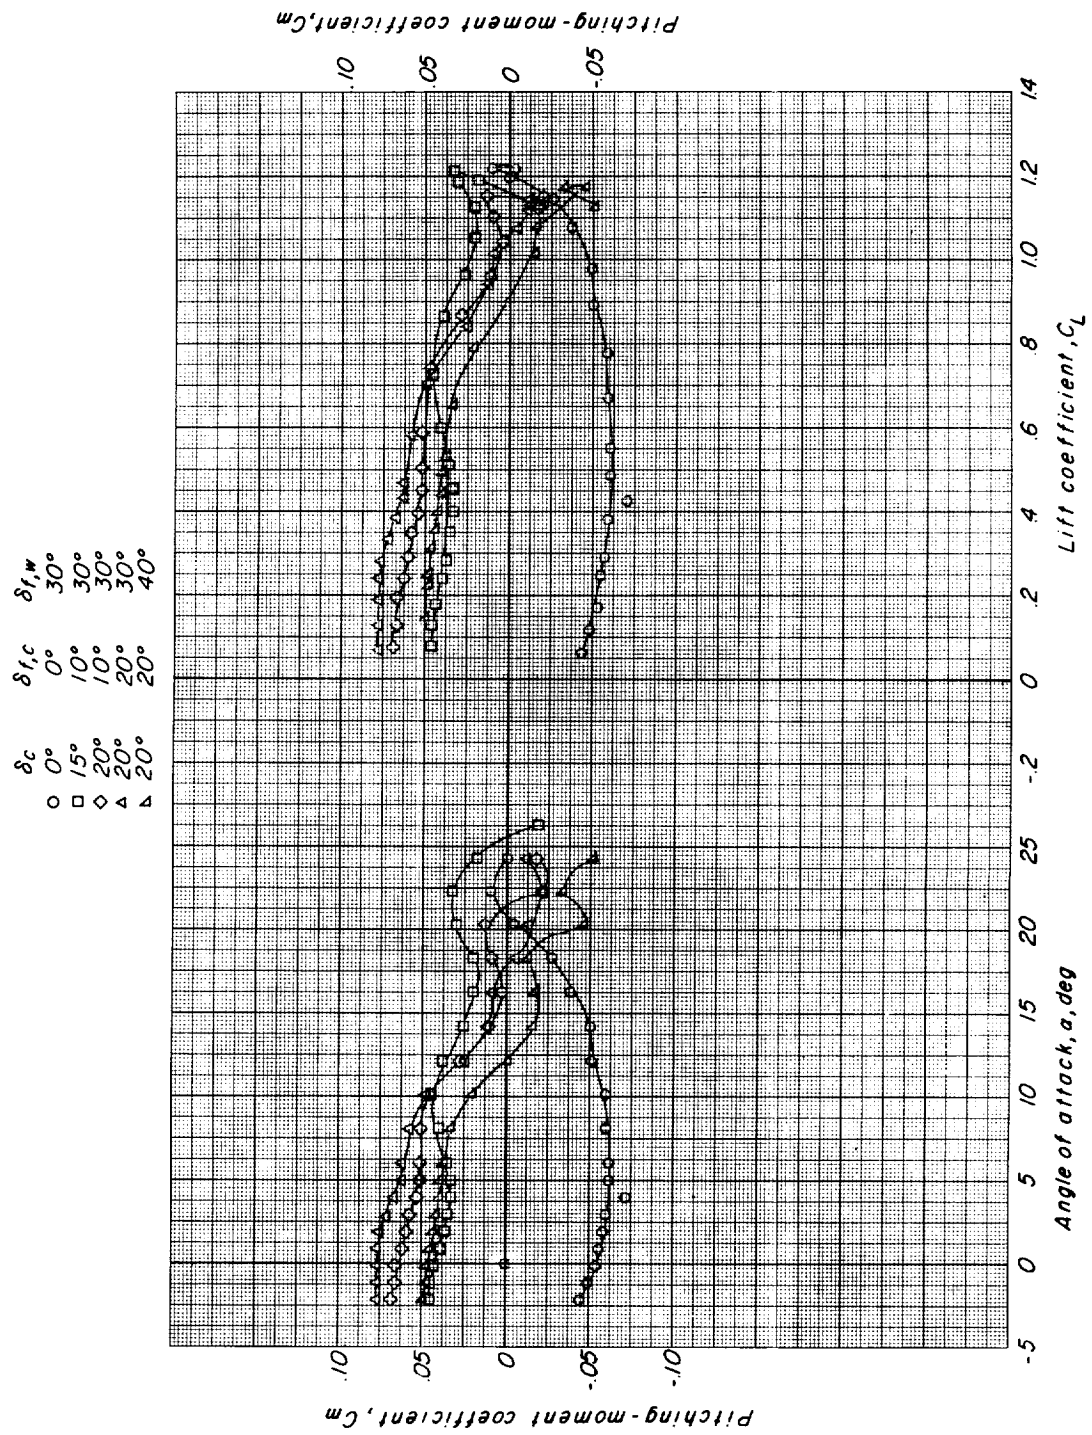 δc δf,c δf,w
○ 0° 0° 30°
□ 15° 10° 30°
◇ 20° 10° 30°
△ 20° 20° 30°
⊿ 20° 20° 40°
Pitching-moment coefficient, Cm
.10
.05
0
-.05
-.10
-5
0
5
10
15
20
25
Angle of attack, α, deg
Pitching-moment coefficient, Cm
.10
.05
0
-.05
-.2
0
.2
.4
.6
.8
1.0
1.2
1.4
Lift coefficient, CL